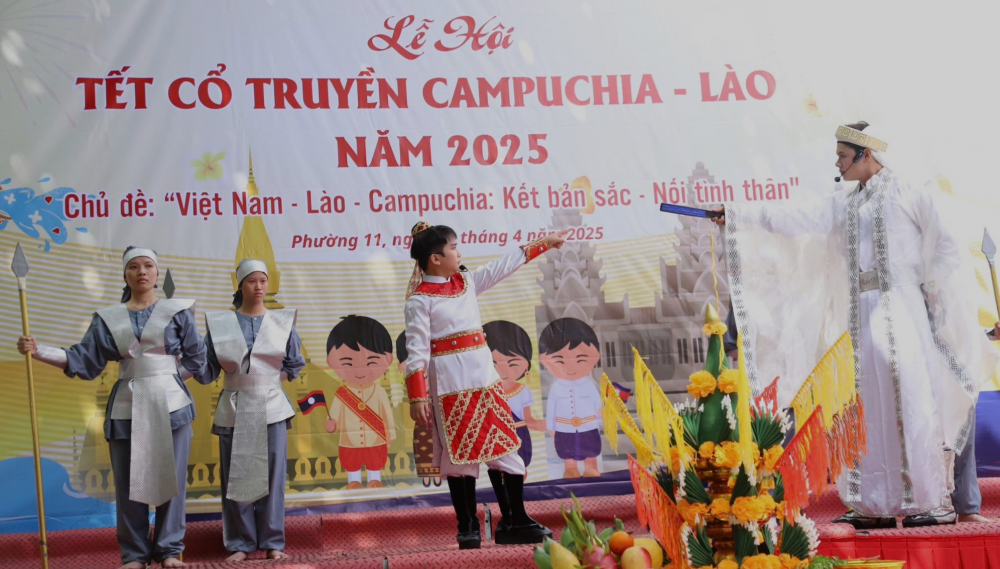 Lễ Hội
TẾT CỔ TRUYỀN CAMPUCHIA - LÀO
NĂM 2025
Chủ đề: “Việt Nam - Lào - Campuchia: Kết bản sắc - Nối tình thân"
Phường 11, tháng 4 năm 2025